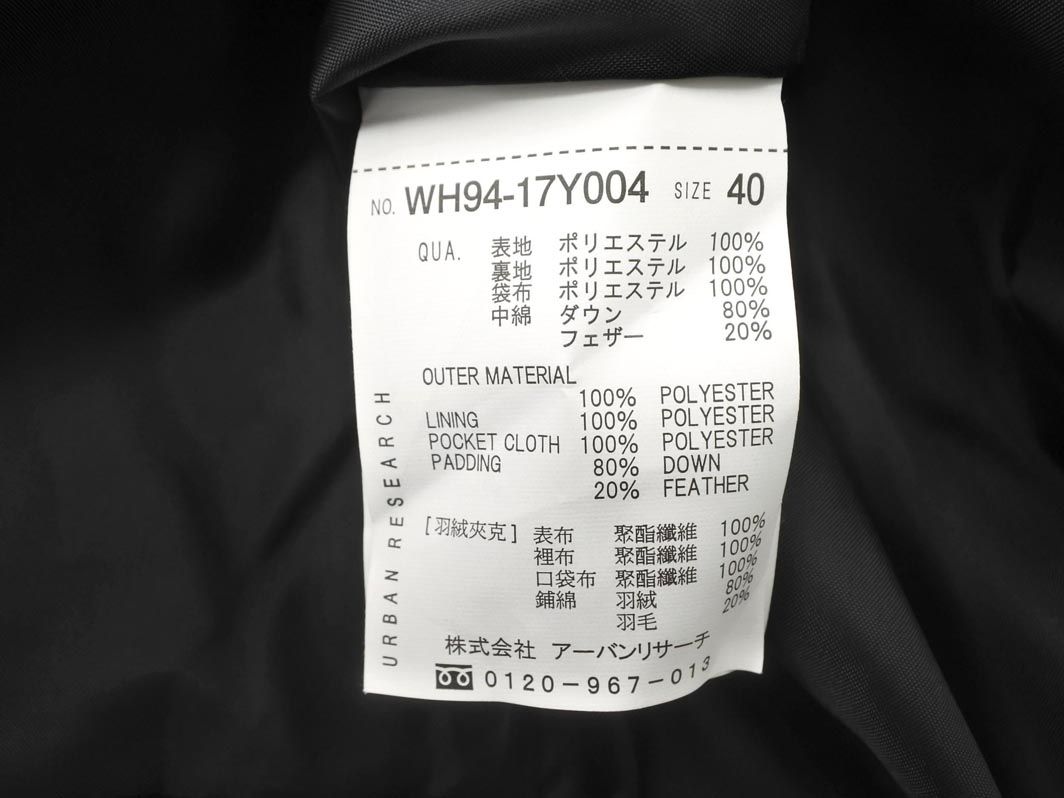 NO. WH94-17Y004 SIZE 40
QUA. 表地 ポリエステル 100%
裏地 ポリエステル 100%
袋布 ポリエステル 100%
中綿 ダウン 80%
フェザー 20%
OUTER MATERIAL
100% POLYESTER
LINING 100% POLYESTER
POCKET CLOTH 100% POLYESTER
PADDING 80% DOWN
20% FEATHER
[羽絨夾克] 表布 聚酯纖維 100%
裡布 聚酯纖維 100%
口袋布 聚酯纖維 100%
鋪綿 羽絨 80%
羽毛 20%
株式会社 アーバンリサーチ
0120-967-013
URBAN RESEARCH